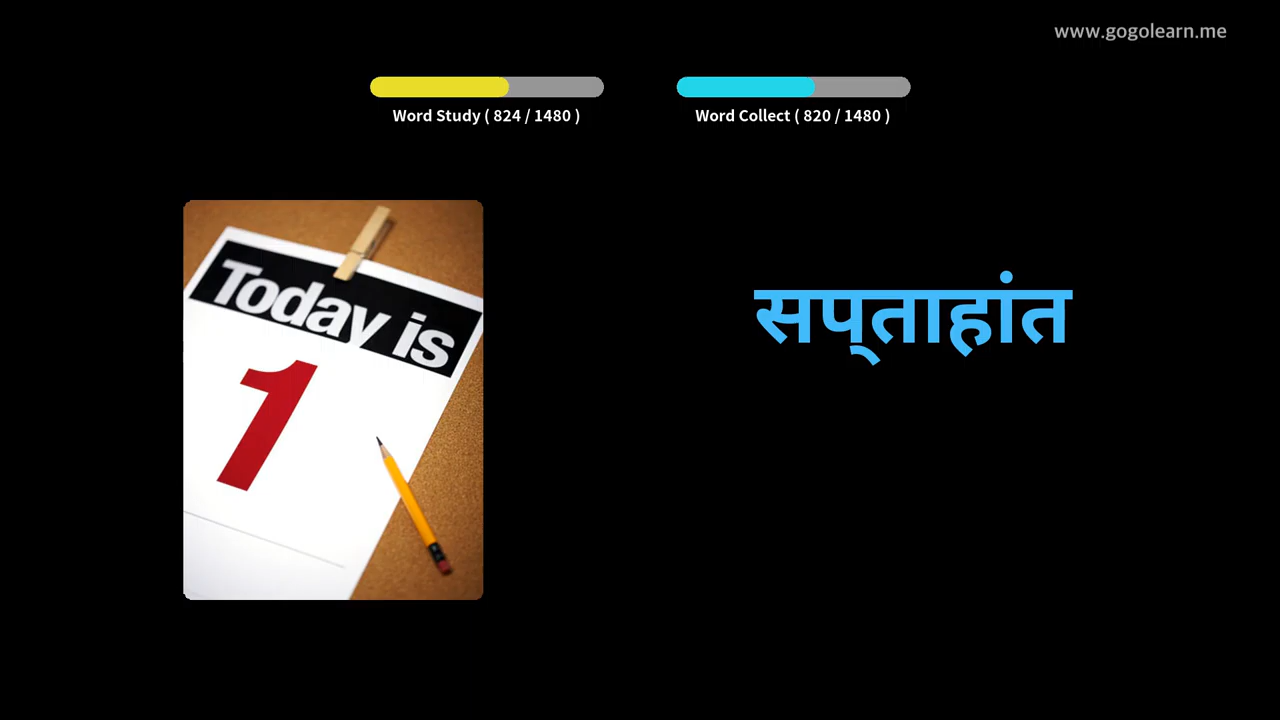 www.gogolearn.me
Word Study ( 824 / 1480 )
Word Collect ( 820 / 1480 )
Today is
1
सप्ताहांत